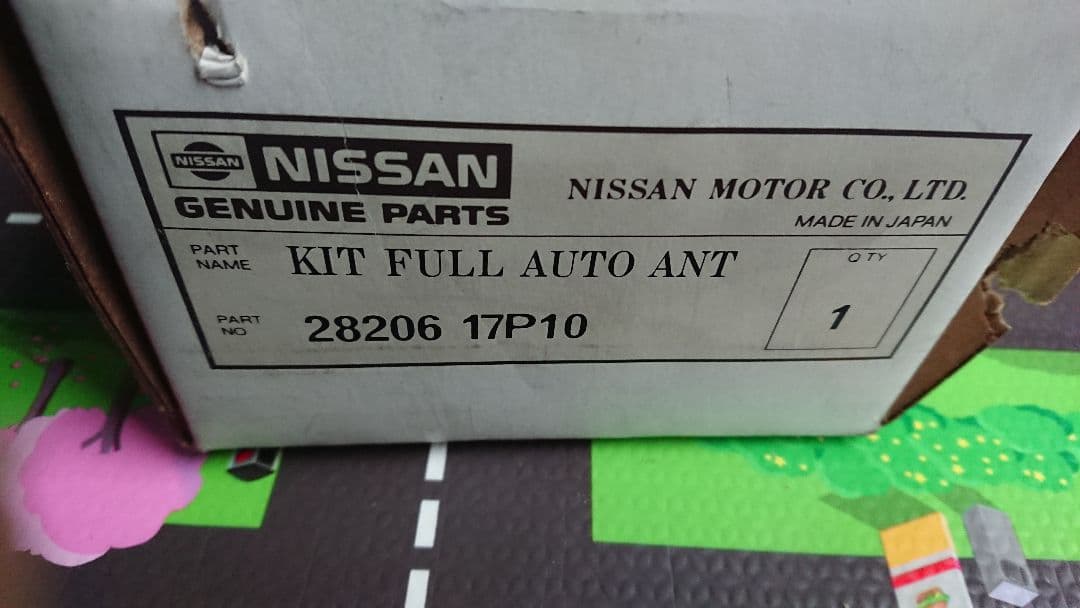 NISSAN NISSAN
GENUINE PARTS
NISSAN MOTOR CO., LTD.
MADE IN JAPAN
PART NAME KIT FULL AUTO ANT
PART NO 28206 17P10
Q TY
1